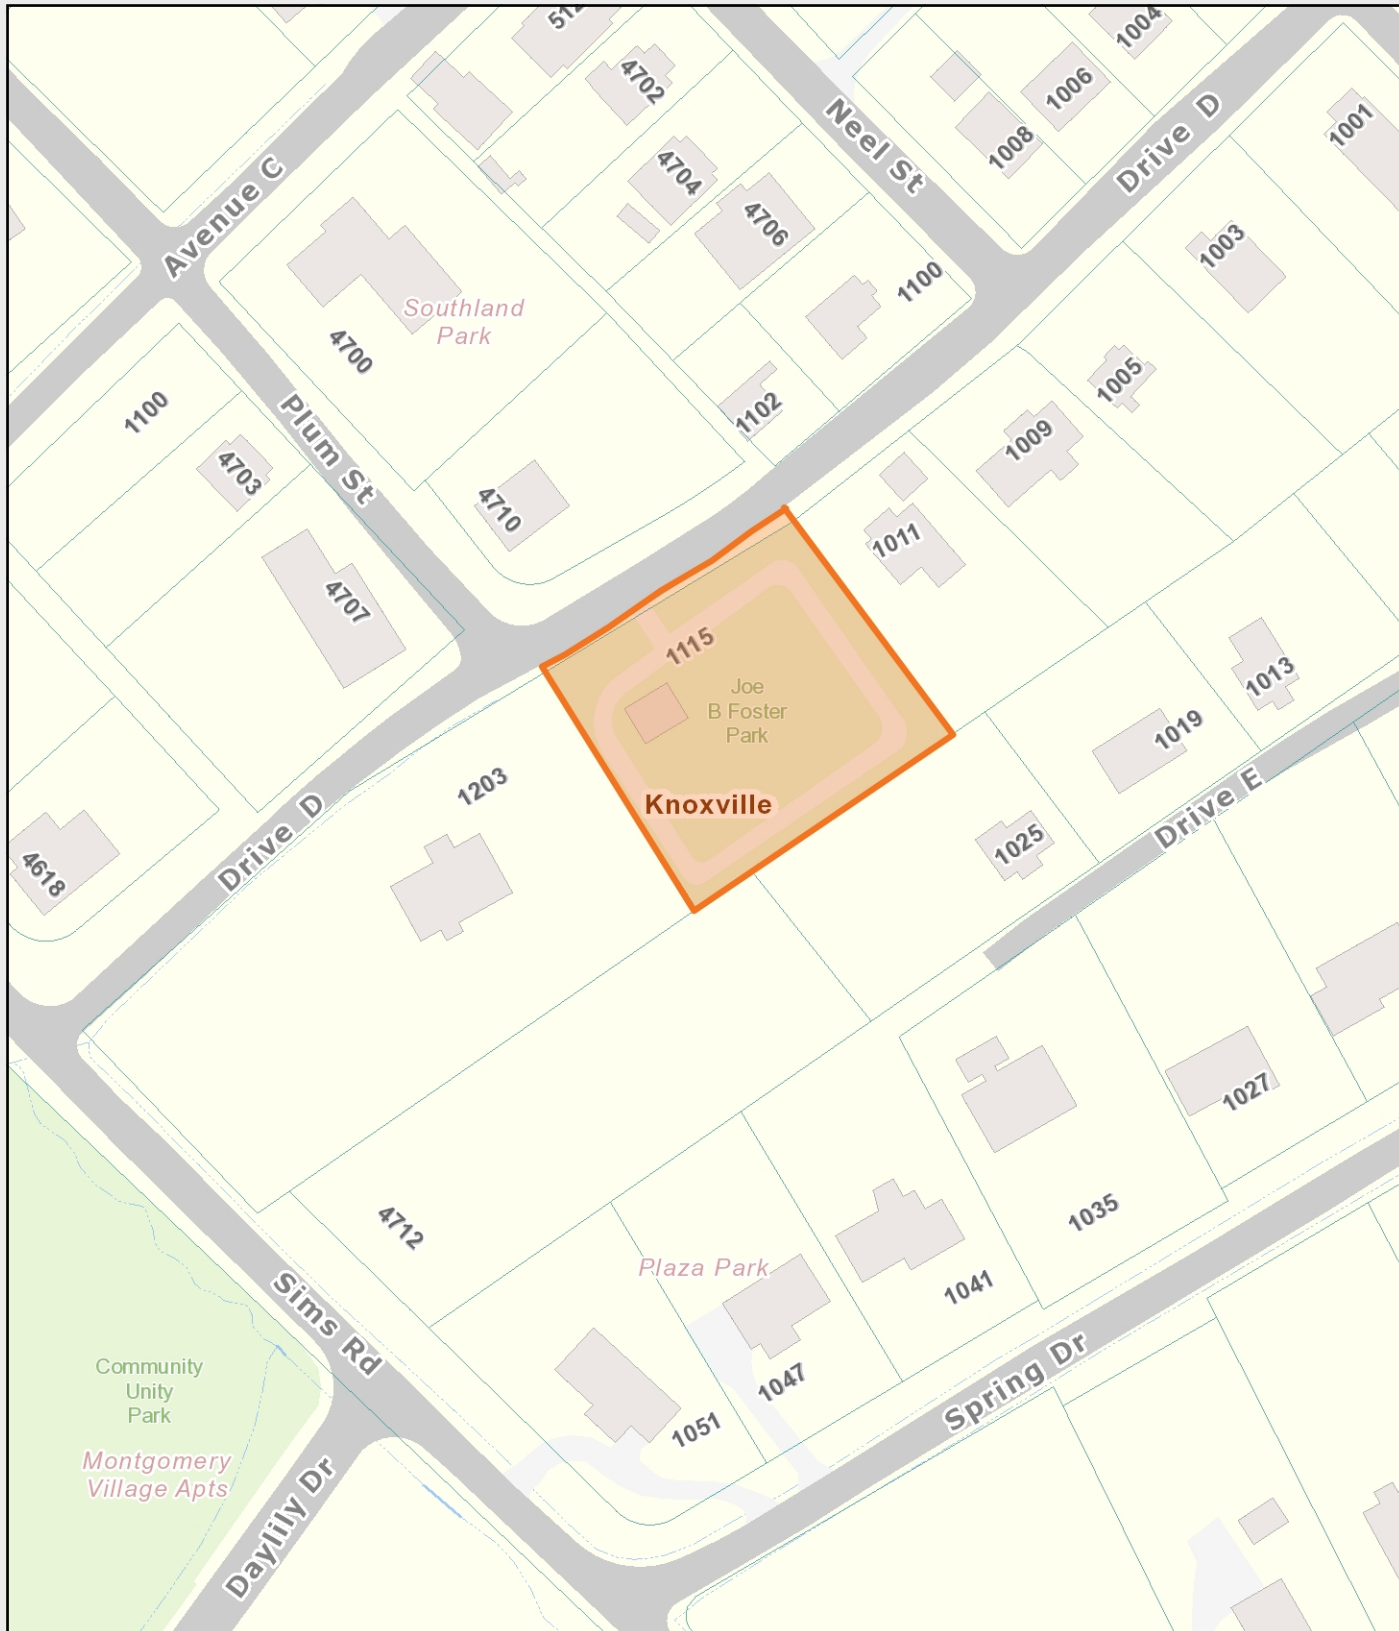 512
4702
1004
1006
1008
Neel St
Drive D
1001
4704
4706
Avenue C
1003
1100
Southland
Park
4700
1005
1100
1102
Plum St
1009
4703
4710
1011
4707
1115
Joe
B Foster
Park
1013
1019
1203
Knoxville
Drive E
Drive D
1025
4618
1027
1035
4712
Plaza Park
1041
Sims Rd
Community
Unity
Park
1047
Spring Dr
1051
Montgomery
Village Apts
Daylily Dr